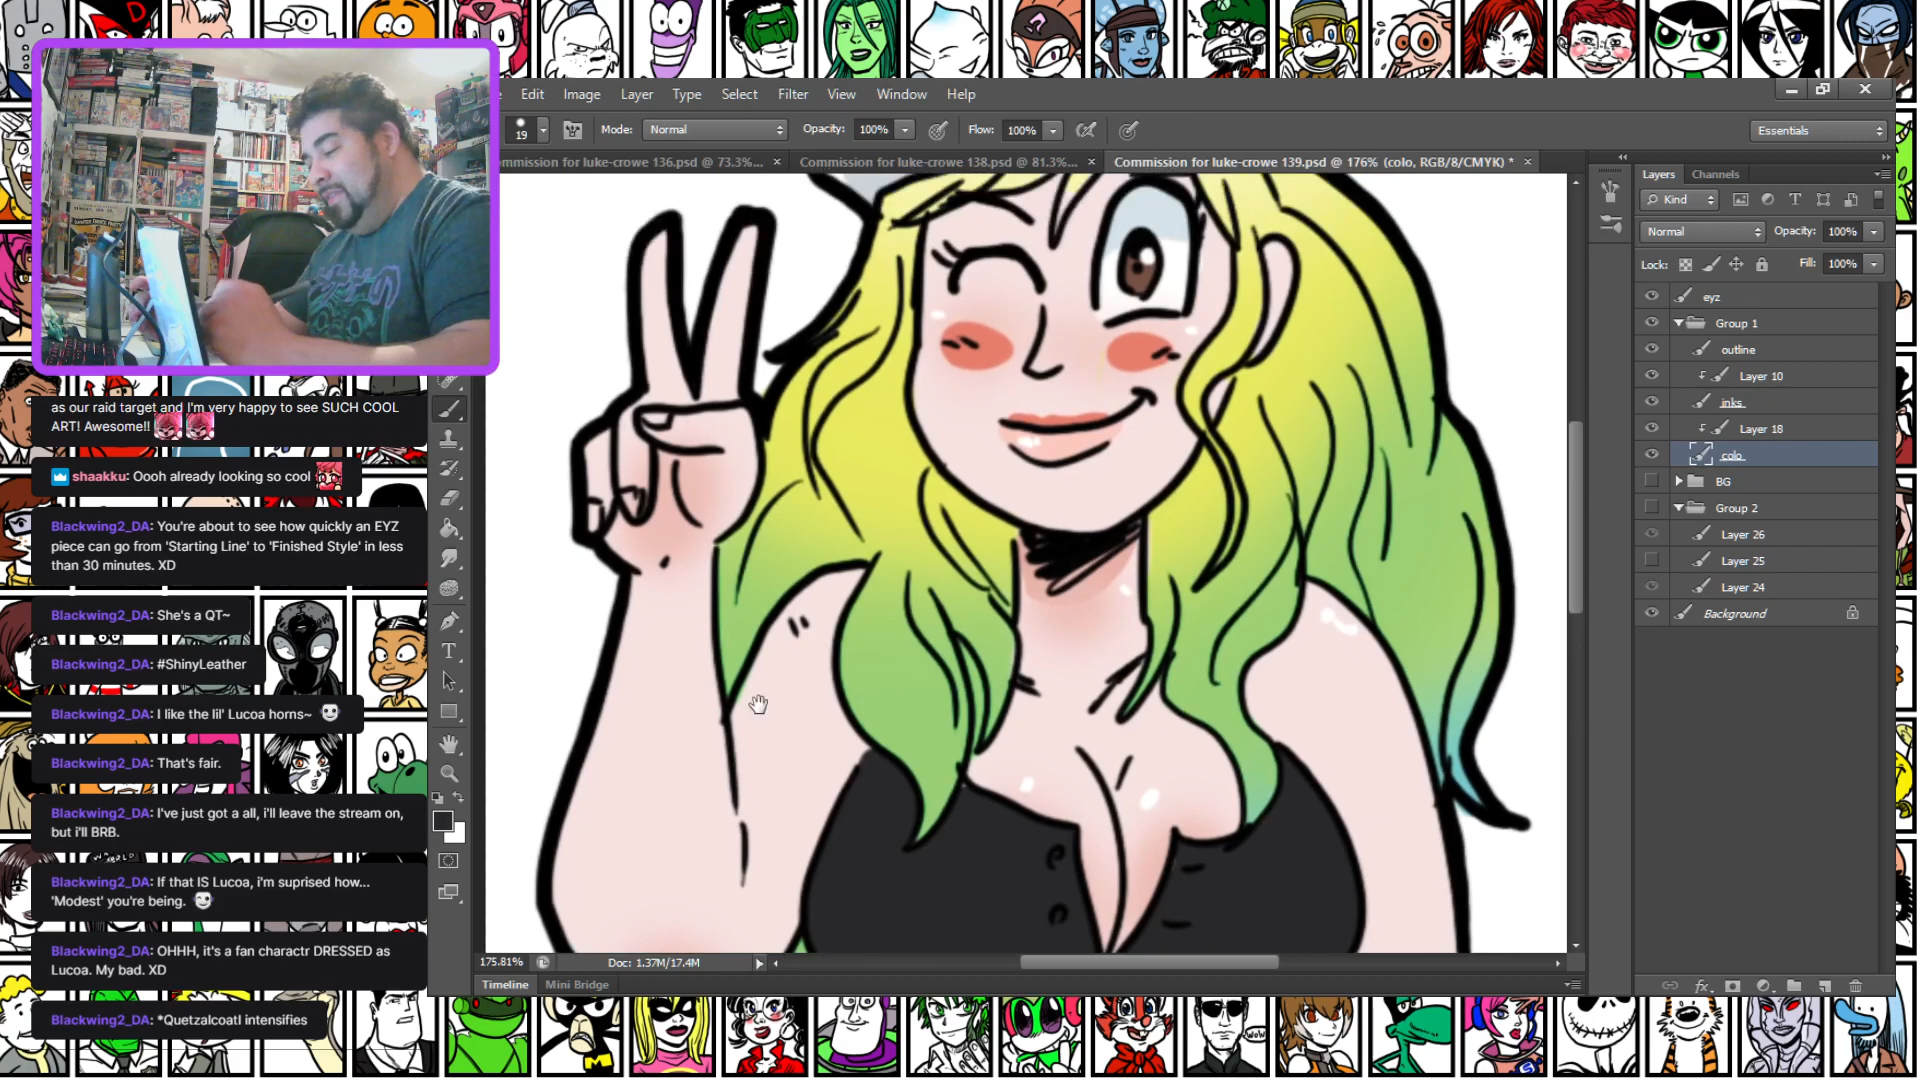 Edit Image Layer Type Select Filter View Window Help
19 Mode: Normal Opacity: 100% Flow: 100% Essentials
ommission for luke-crowe 136.psd @ 73.3%... × Commission for luke-crowe 138.psd @ 81.3%... × Commission for luke-crowe 139.psd @ 176% (colo, RGB/8/CMYK) * ×
Layers Channels
Kind
Normal Opacity: 100%
Lock: Fill: 100%
eyz
Group 1
outline
Layer 10
inks
Layer 18
colo
BG
Group 2
Layer 26
Layer 25
Layer 24
Background
as our raid target and I'm very happy to see SUCH COOL
ART! Awesome!!
shaakku: Oooh already looking so cool
Blackwing2_DA: You're about to see how quickly an EYZ
piece can go from 'Starting Line' to 'Finished Style' in less
than 30 minutes. XD
Blackwing2_DA: She's a QT~
Blackwing2_DA: #ShinyLeather
Blackwing2_DA: I like the lil' Lucoa horns~
Blackwing2_DA: That's fair.
Blackwing2_DA: I've just got a all, i'll leave the stream on,
but i'll BRB.
Blackwing2_DA: If that IS Lucoa, i'm suprised how...
'Modest' you're being.
Blackwing2_DA: OHHH, it's a fan charactr DRESSED as
Lucoa. My bad. XD
Blackwing2_DA: *Quetzalcoatl intensifies
175.81% Doc: 1.37M/17.4M
Timeline Mini Bridge
fx
WOW